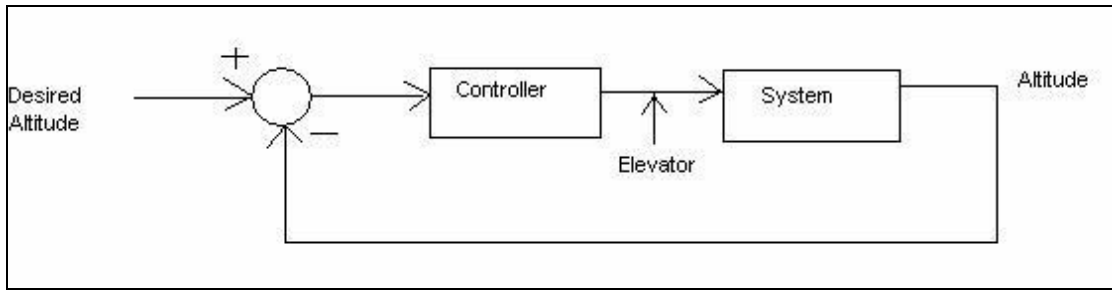 +
Desired
Altitude
−
Controller
Elevator
System
Altitude